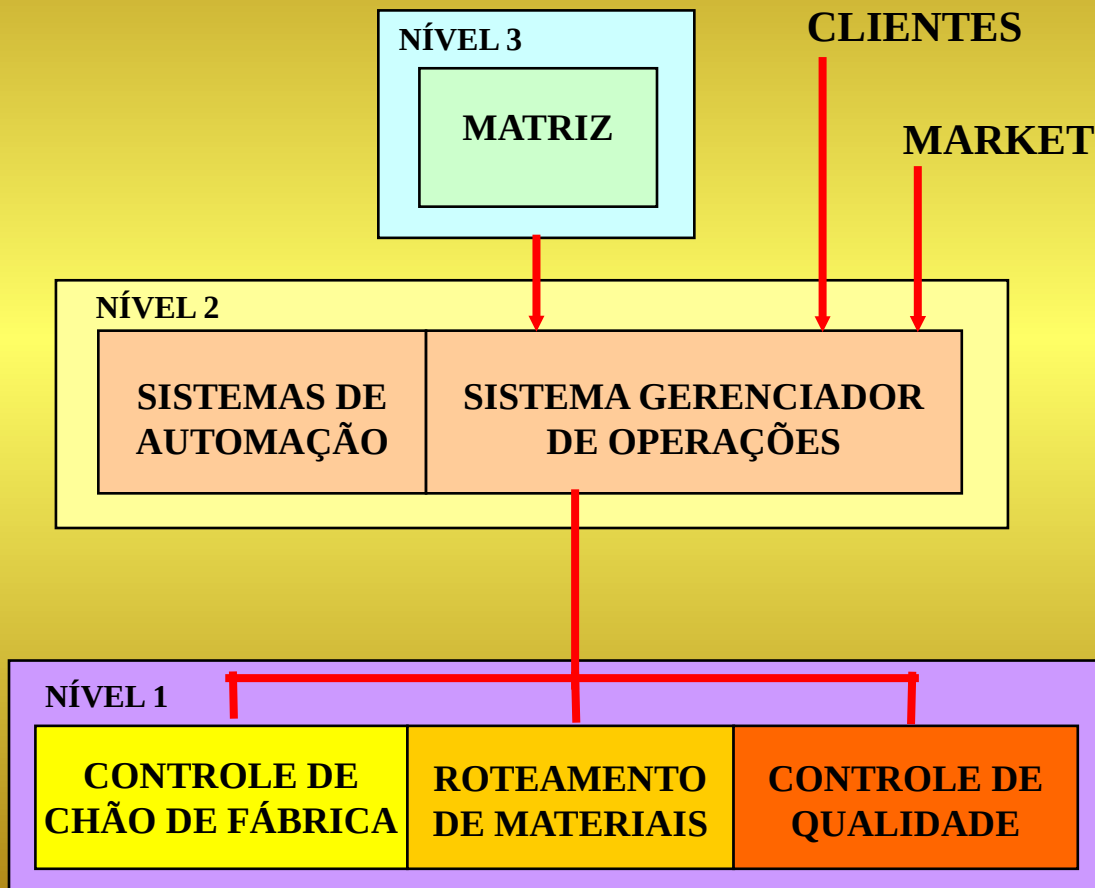 NÍVEL 3
MATRIZ
CLIENTES
MARKET
NÍVEL 2
SISTEMAS DE
AUTOMAÇÃO
SISTEMA GERENCIADOR
DE OPERAÇÕES
NÍVEL 1
CONTROLE DE
CHÃO DE FÁBRICA
ROTEAMENTO
DE MATERIAIS
CONTROLE DE
QUALIDADE